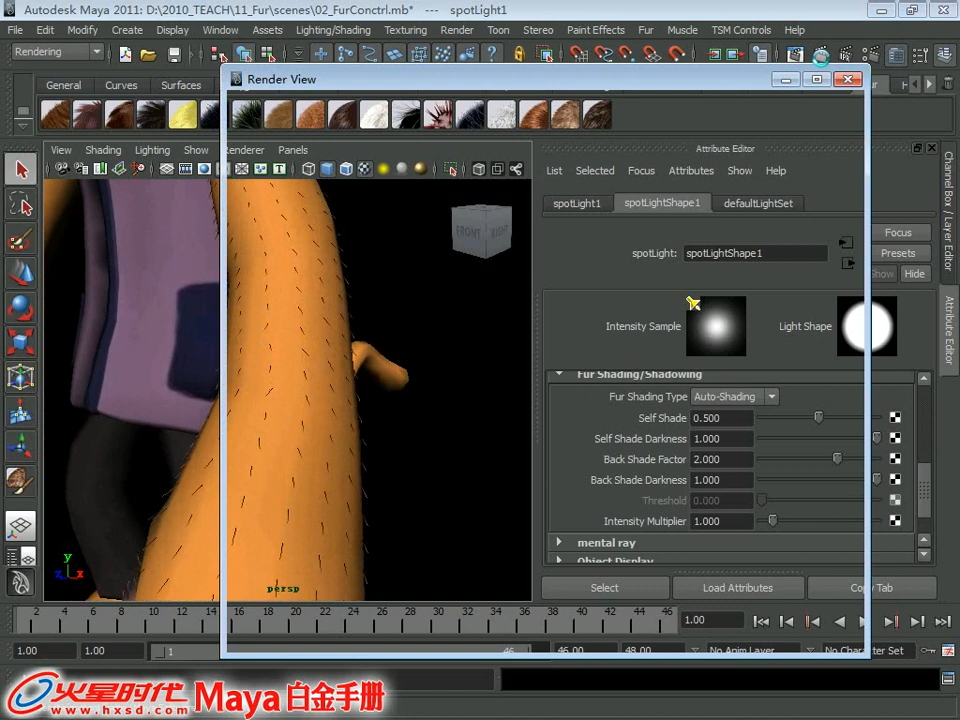 Autodesk Maya 2011: D:\2010_TEACH\11_Fur\scenes\02_FurConctrl.mb* --- spotLight1
File Edit Modify Create Display Window Assets Lighting/Shading Texturing Render Toon Stereo Paint Effects Fur Muscle TSM Controls Help
Rendering
Render View
General Curves Surfaces
View Shading Lighting Show Renderer Panels
Attribute Editor
List Selected Focus Attributes Show Help
spotLight1 spotLightShape1 defaultLightSet
FRONT RIGHT
spotLight: spotLightShape1
Focus
Presets
Show Hide
Intensity Sample
Light Shape
Fur Shading/Shadowing
Fur Shading Type Auto-Shading
Self Shade 0.500
Self Shade Darkness 1.000
Back Shade Factor 2.000
Back Shade Darkness 1.000
Threshold 0.000
Intensity Multiplier 1.000
mental ray
Object Display
Select Load Attributes Copy Tab
Channel Box / Layer Editor
Attribute Editor
y
z x
persp
2 4 6 8 10 12 14 16 18 20 22 24 26 28 30 32 34 36 38 40 42 44 46
1.00
1.00 1.00 1 46 46.00 48.00 No Anim Layer No Character Set
火星时代 Maya 白金手册
www.hxsd.com